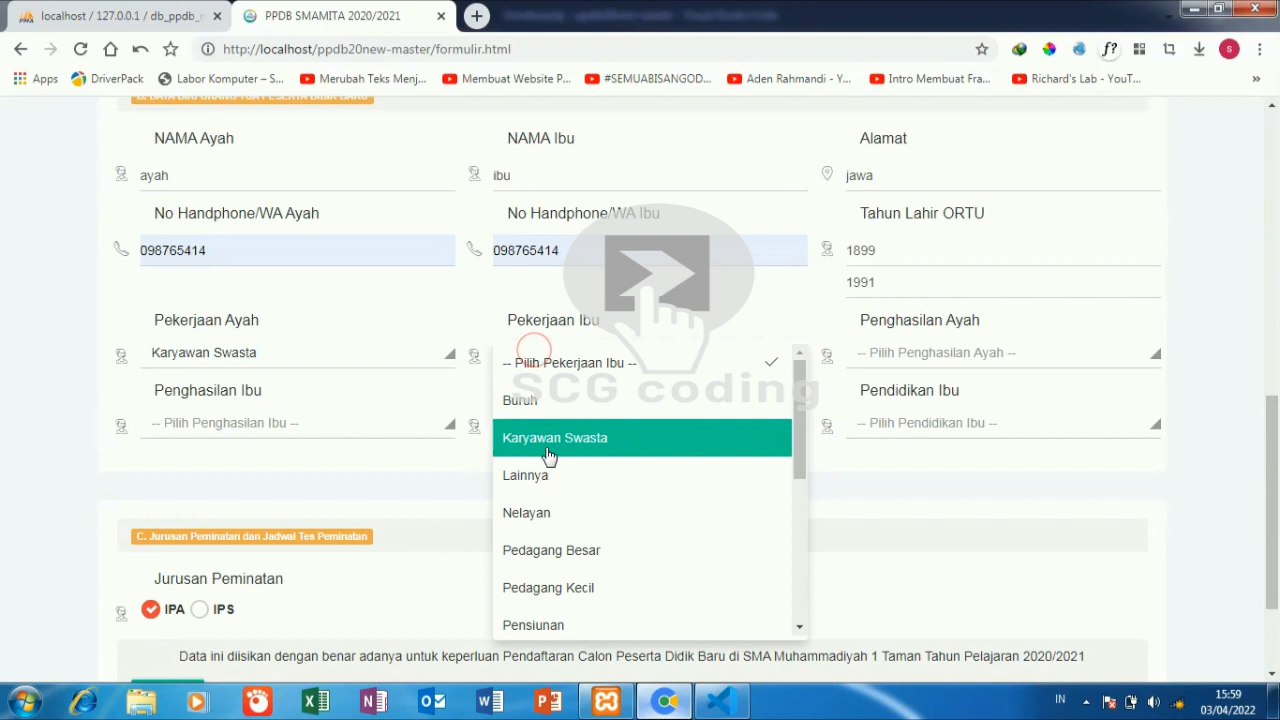 localhost / 127.0.0.1 / db_ppdb_
PPDB SMAMITA 2020/2021
http://localhost/ppdb20new-master/formulir.html
Apps
DriverPack
Labor Komputer – S...
Merubah Teks Menj...
Membuat Website P...
#SEMUABISANGOD...
Aden Rahmandi - Y...
Intro Membuat Fra...
Richard's Lab - YouT...
NAMA Ayah
NAMA Ibu
Alamat
ayah
ibu
jawa
No Handphone/WA Ayah
No Handphone/WA Ibu
Tahun Lahir ORTU
098765414
098765414
1899
1991
Pekerjaan Ayah
Pekerjaan Ibu
Penghasilan Ayah
Karyawan Swasta
-- Pilih Pekerjaan Ibu --
-- Pilih Penghasilan Ayah --
Penghasilan Ibu
SCG coding
Pendidikan Ibu
Buruh
-- Pilih Penghasilan Ibu --
-- Pilih Pendidikan Ibu --
Karyawan Swasta
Lainnya
Nelayan
C. Jurusan Peminatan dan Jadwal Tes Peminatan
Pedagang Besar
Jurusan Peminatan
Pedagang Kecil
IPA
IPS
Pensiunan
Data ini diisikan dengan benar adanya untuk keperluan Pendaftaran Calon Peserta Didik Baru di SMA Muhammadiyah 1 Taman Tahun Pelajaran 2020/2021
IN
15:59
03/04/2022